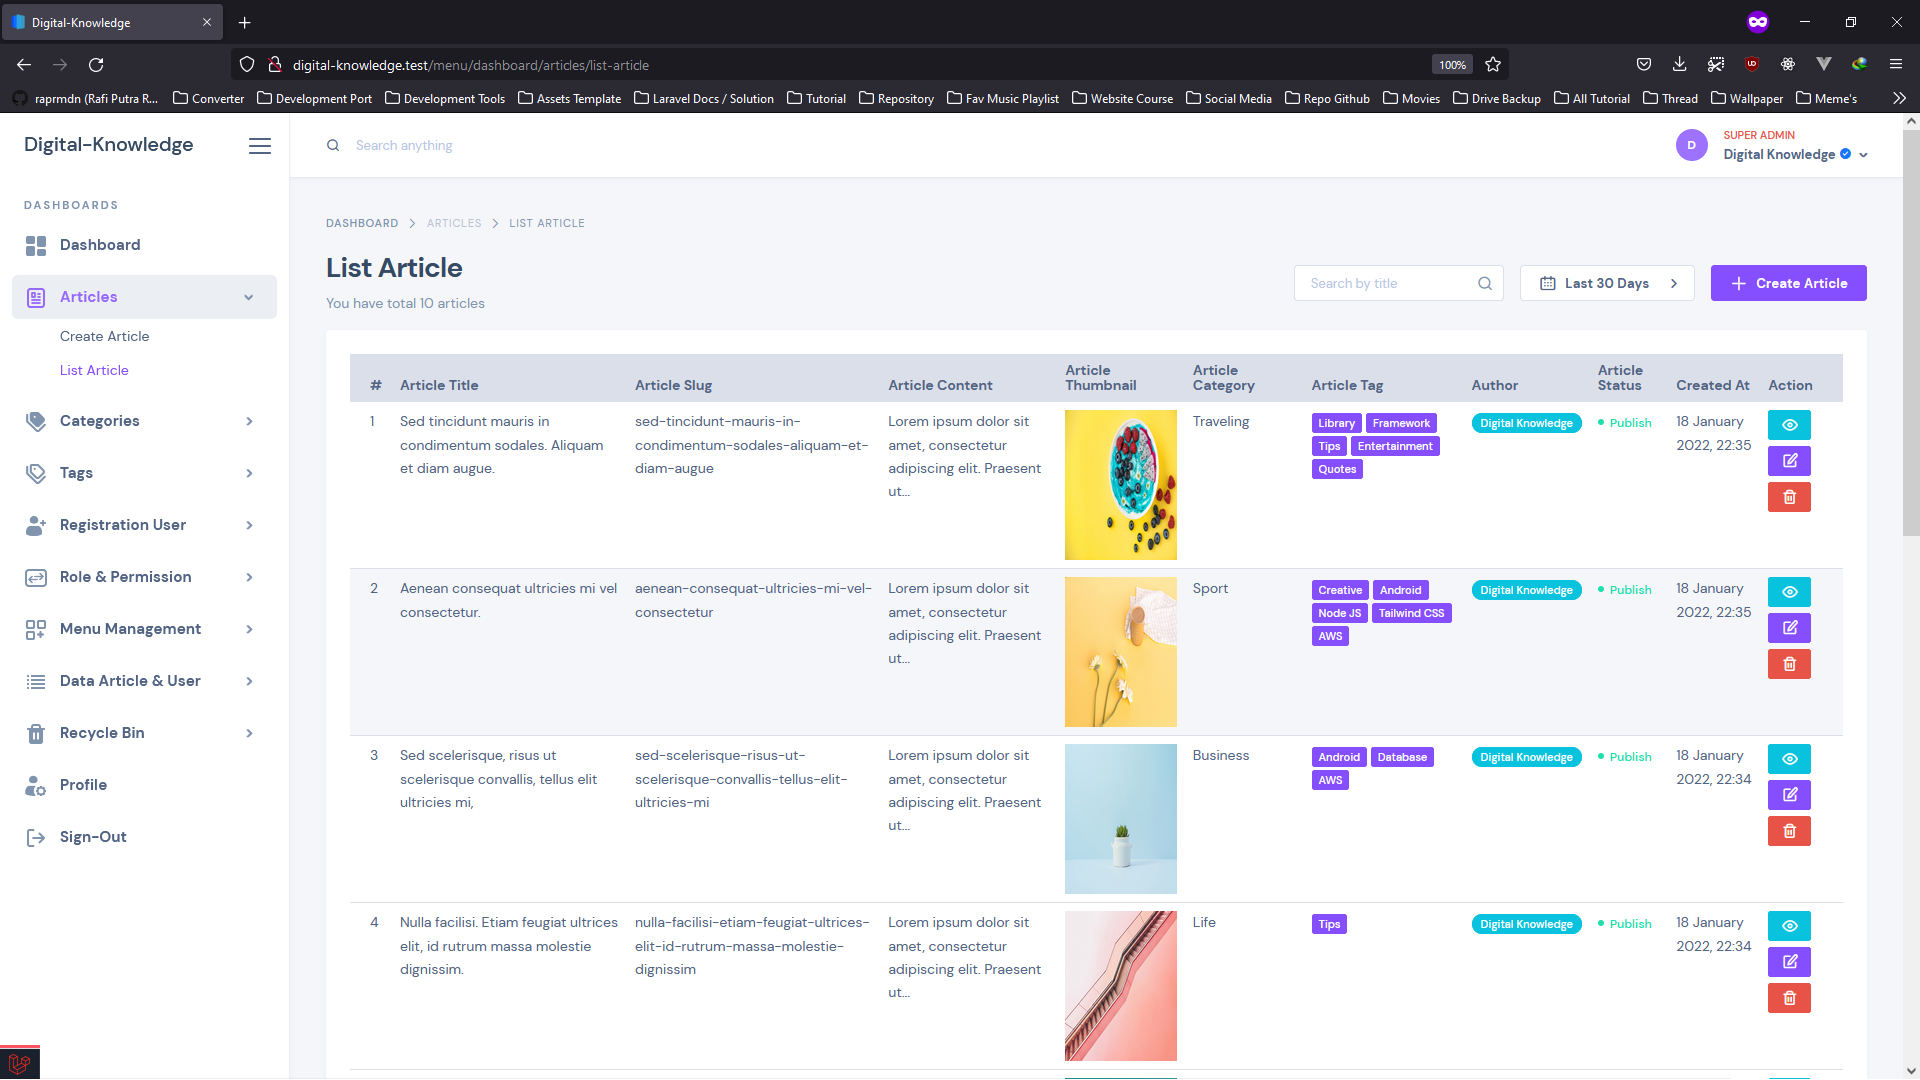 Digital-Knowledge
digital-knowledge.test/menu/dashboard/articles/list-article
100%
raprmdn (Rafi Putra R...
Converter
Development Port
Development Tools
Assets Template
Laravel Docs / Solution
Tutorial
Repository
Fav Music Playlist
Website Course
Social Media
Repo Github
Movies
Drive Backup
All Tutorial
Thread
Wallpaper
Meme's
Digital-Knowledge
Search anything
D
SUPER ADMIN
Digital Knowledge
DASHBOARDS
Dashboard
Articles
Create Article
List Article
Categories
Tags
Registration User
Role & Permission
Menu Management
Data Article & User
Recycle Bin
Profile
Sign-Out
DASHBOARD > ARTICLES > LIST ARTICLE
List Article
You have total 10 articles
Search by title
Last 30 Days
Create Article
# Article Title Article Slug Article Content Article Thumbnail Article Category Article Tag Author Article Status Created At Action
1
Sed tincidunt mauris in
condimentum sodales. Aliquam
et diam augue.
sed-tincidunt-mauris-in-
condimentum-sodales-aliquam-et-
diam-augue
Lorem ipsum dolor sit
amet, consectetur
adipiscing elit. Praesent
ut...
Traveling
Library Framework
Tips Entertainment
Quotes
Digital Knowledge
Publish
18 January
2022, 22:35
2
Aenean consequat ultricies mi vel
consectetur.
aenean-consequat-ultricies-mi-vel-
consectetur
Lorem ipsum dolor sit
amet, consectetur
adipiscing elit. Praesent
ut...
Sport
Creative Android
Node JS Tailwind CSS
AWS
Digital Knowledge
Publish
18 January
2022, 22:35
3
Sed scelerisque, risus ut
scelerisque convallis, tellus elit
ultricies mi,
sed-scelerisque-risus-ut-
scelerisque-convallis-tellus-elit-
ultricies-mi
Lorem ipsum dolor sit
amet, consectetur
adipiscing elit. Praesent
ut...
Business
Android Database
AWS
Digital Knowledge
Publish
18 January
2022, 22:34
4
Nulla facilisi. Etiam feugiat ultrices
elit, id rutrum massa molestie
dignissim.
nulla-facilisi-etiam-feugiat-ultrices-
elit-id-rutrum-massa-molestie-
dignissim
Lorem ipsum dolor sit
amet, consectetur
adipiscing elit. Praesent
ut...
Life
Tips
Digital Knowledge
Publish
18 January
2022, 22:34